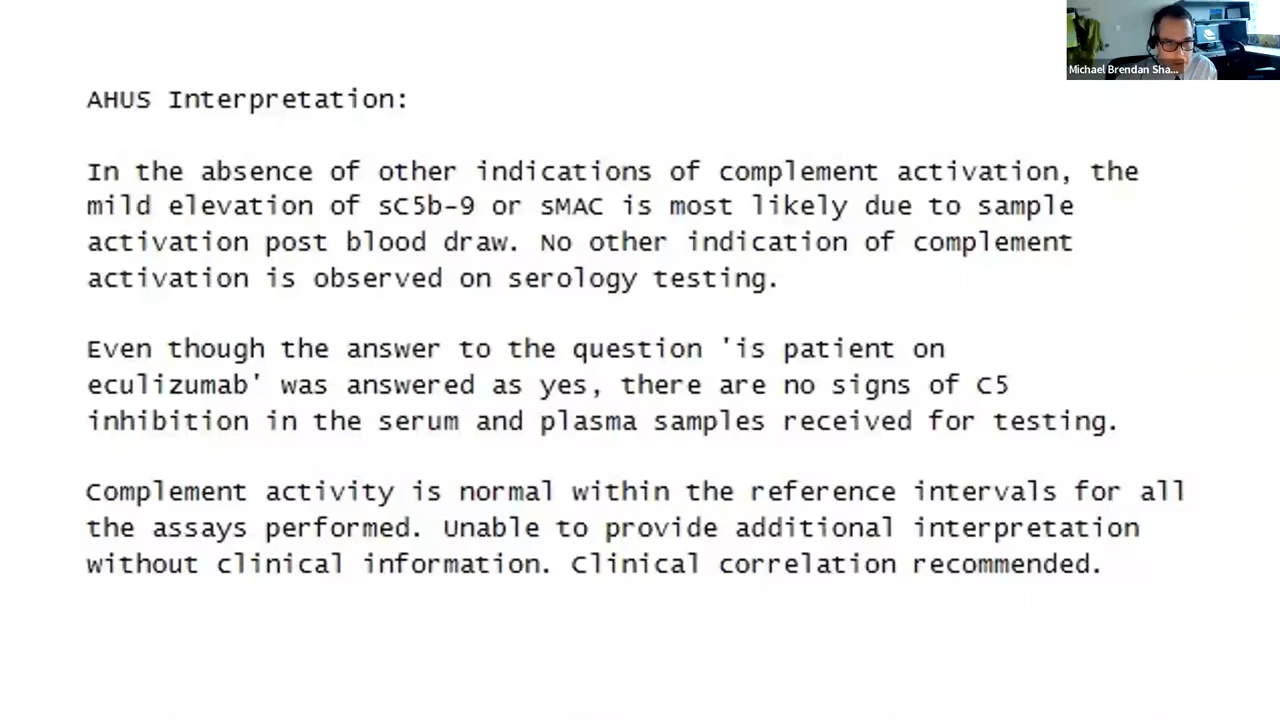 Michael Brendan Sha...
AHUS Interpretation:
In the absence of other indications of complement activation, the
mild elevation of sC5b-9 or sMAC is most likely due to sample
activation post blood draw. No other indication of complement
activation is observed on serology testing.
Even though the answer to the question 'is patient on
eculizumab' was answered as yes, there are no signs of C5
inhibition in the serum and plasma samples received for testing.
Complement activity is normal within the reference intervals for all
the assays performed. Unable to provide additional interpretation
without clinical information. Clinical correlation recommended.